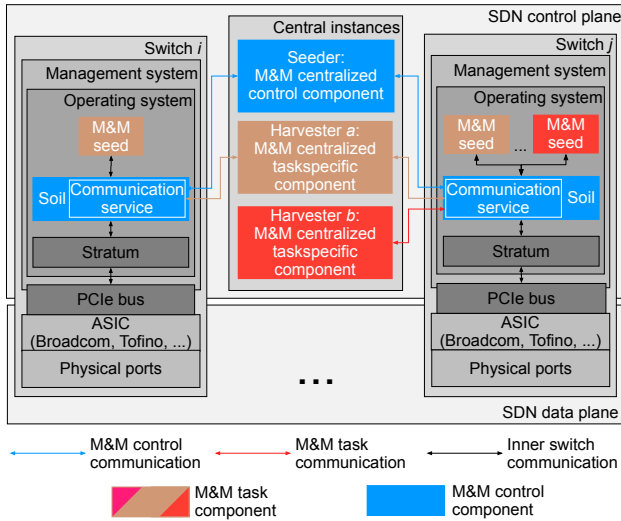 SDN control plane
Switch i
Management system
Operating system
M&M
seed
Soil
Communication
service
Stratum
PCIe bus
ASIC
(Broadcom, Tofino, ...)
Physical ports
Central instances
Seeder:
M&M centralized
control component
Harvester a:
M&M centralized
taskspecific
component
Harvester b:
M&M centralized
taskspecific
component
...
Switch j
Management system
Operating system
M&M
seed
...
M&M
seed
Communication
service
Soil
Stratum
PCIe bus
ASIC
(Broadcom, Tofino, ...)
Physical ports
SDN data plane
M&M control
communication
M&M task
communication
Inner switch
communication
M&M task
component
M&M control
component